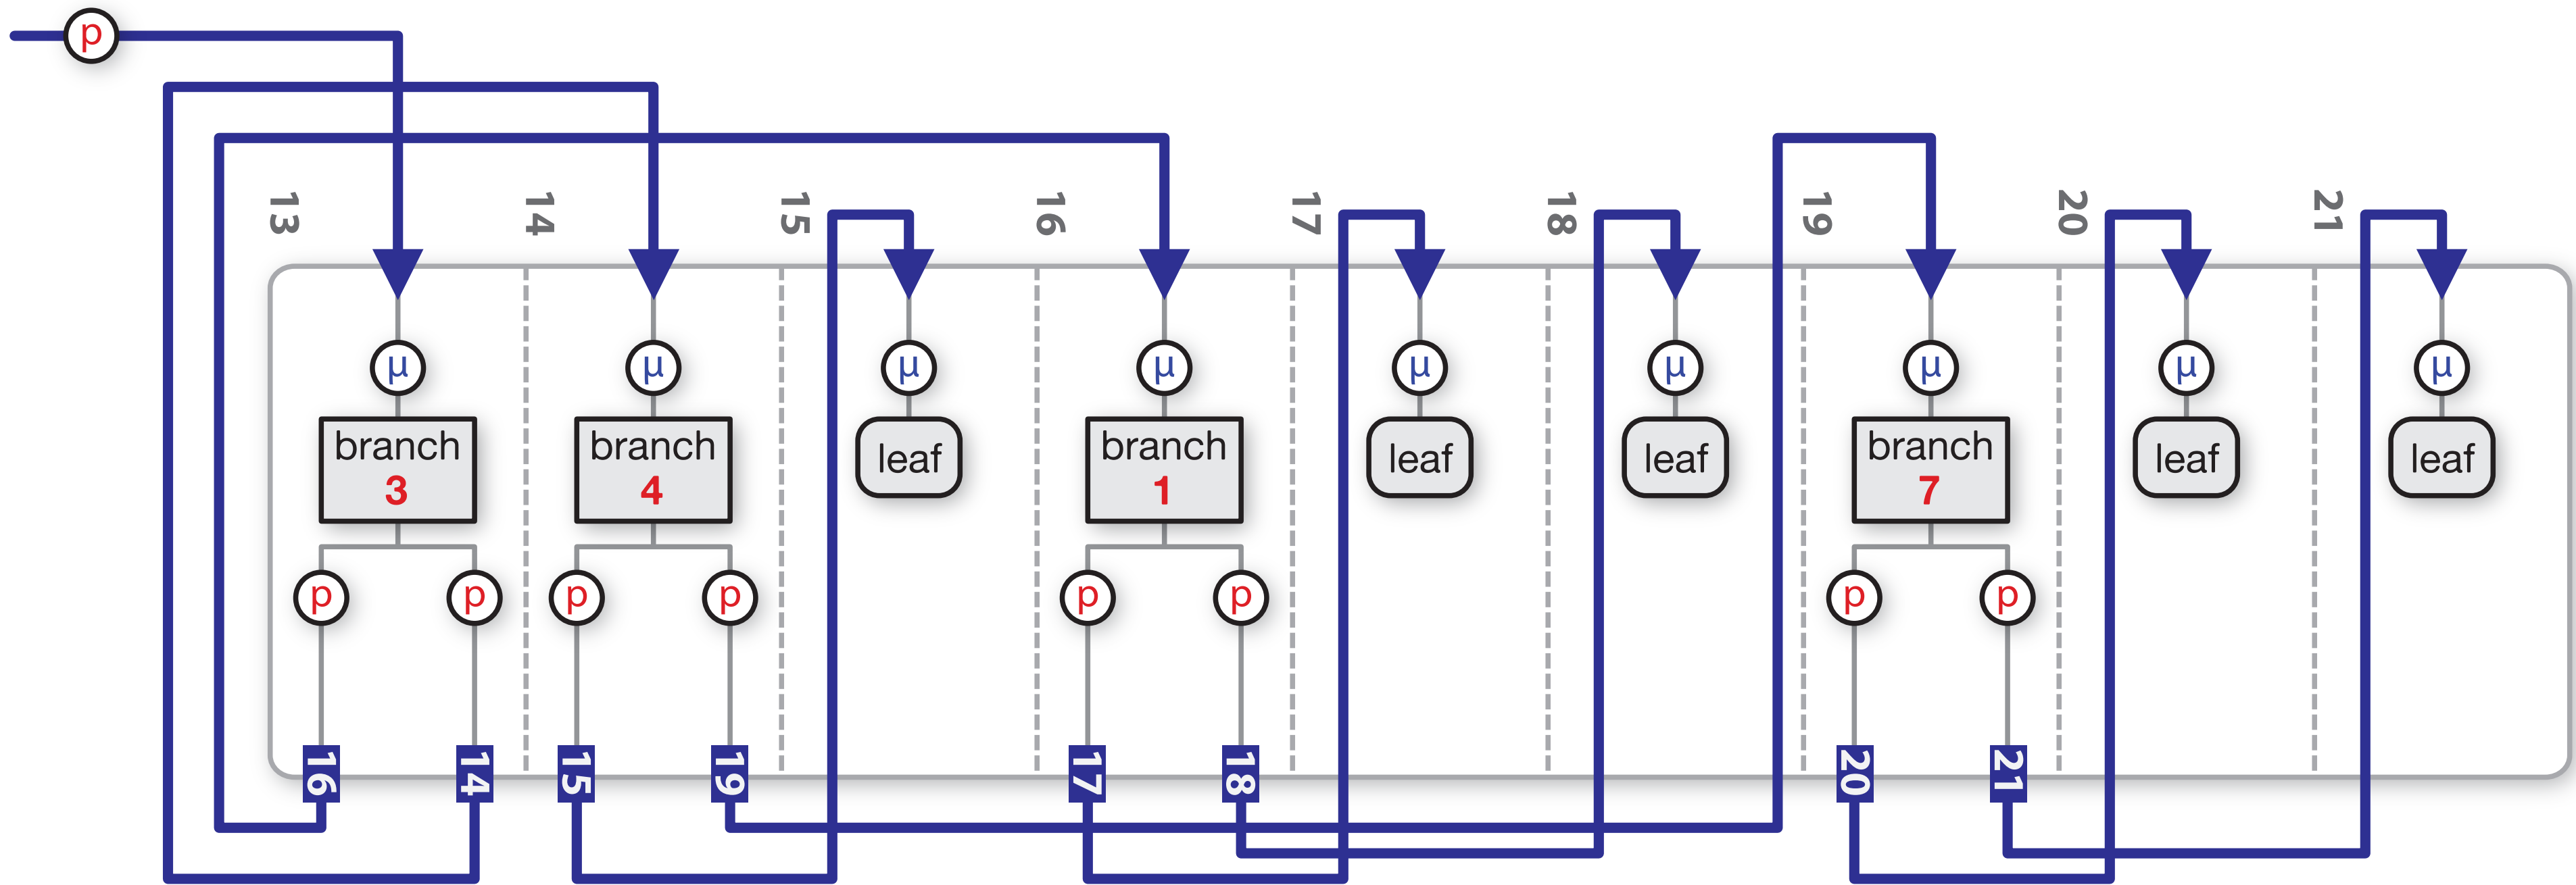 p
13 14 15 16 17 18 19 20 21
μ μ μ μ μ μ μ μ μ
branch branch leaf branch leaf leaf branch leaf leaf
3 4 1 7
p p p p p p p p
16 14 15 19 17 18 20 21